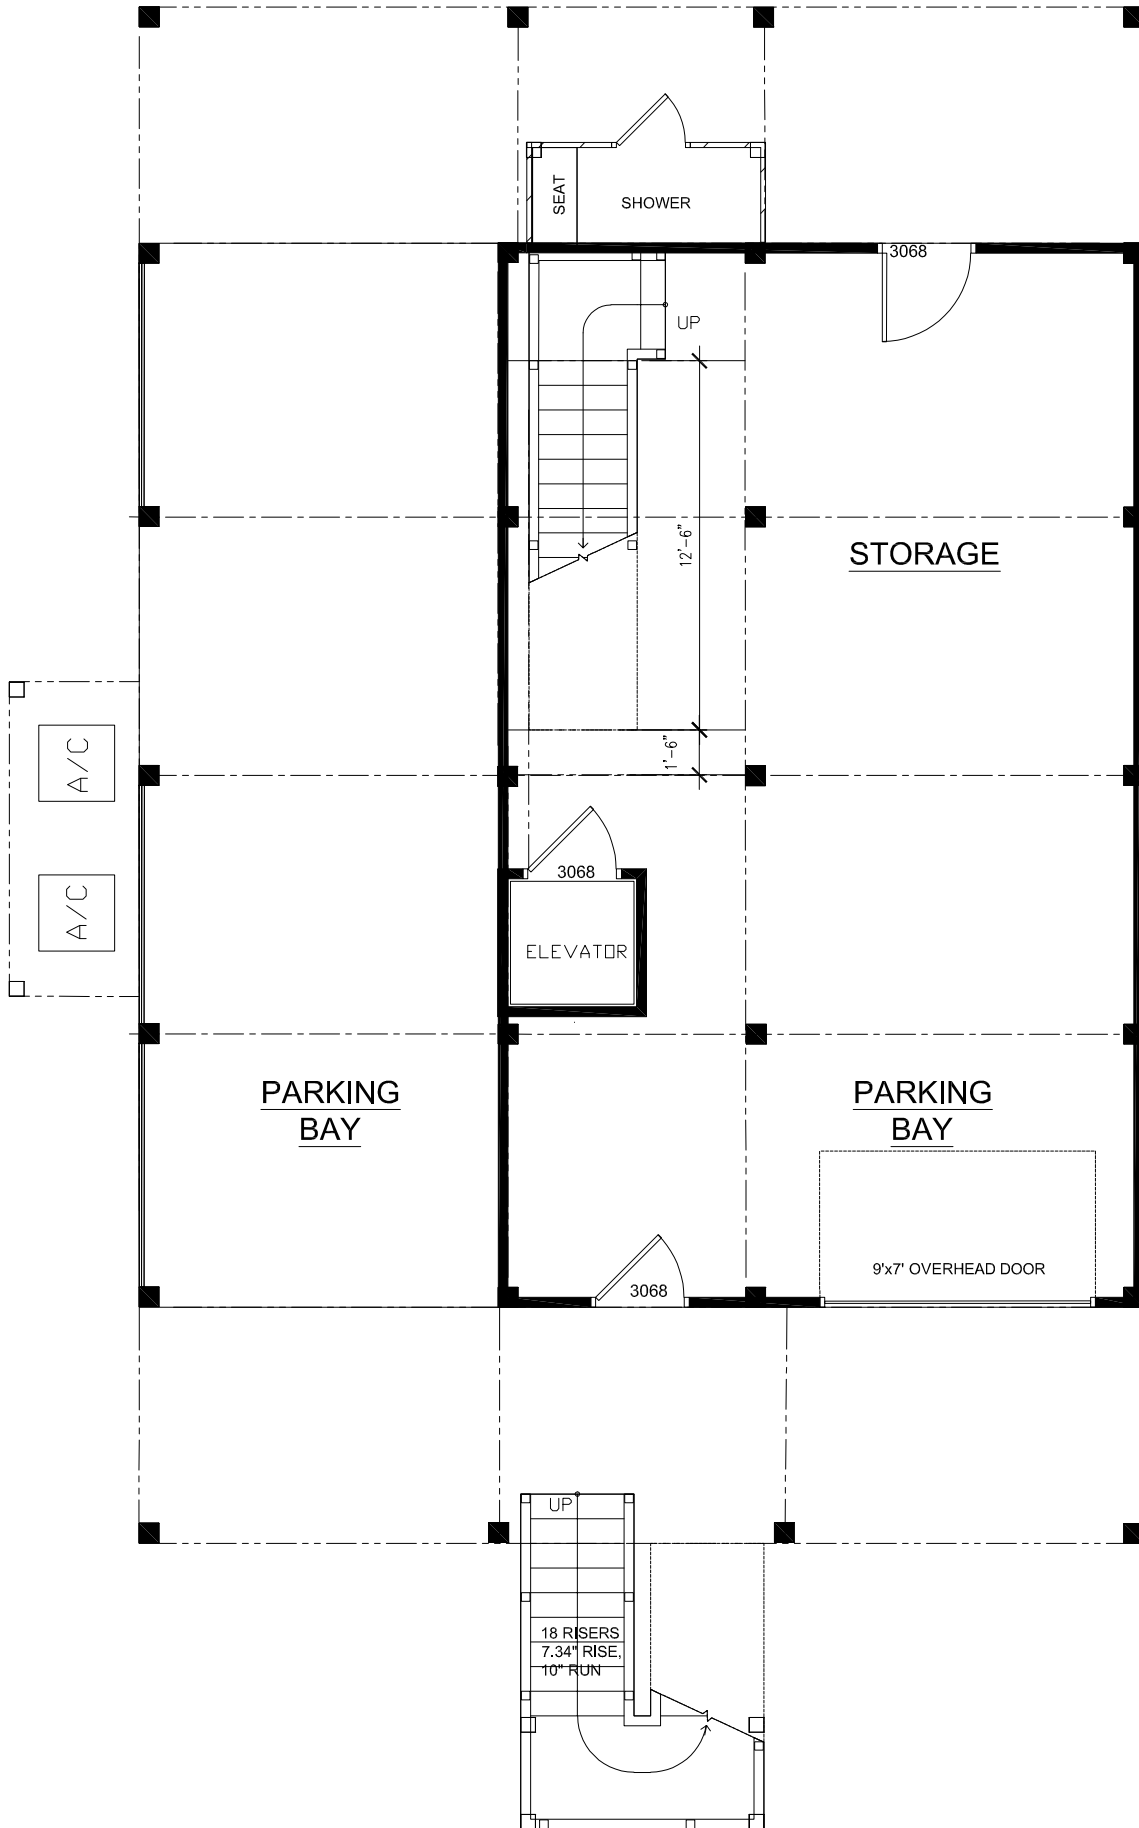 SEAT
SHOWER
3068
UP
12'-6"
STORAGE
1'-6"
A/C
A/C
3068
ELEVATOR
PARKING
BAY
PARKING
BAY
9'x7' OVERHEAD DOOR
3068
UP
18 RISERS
7.34" RISE,
10" RUN